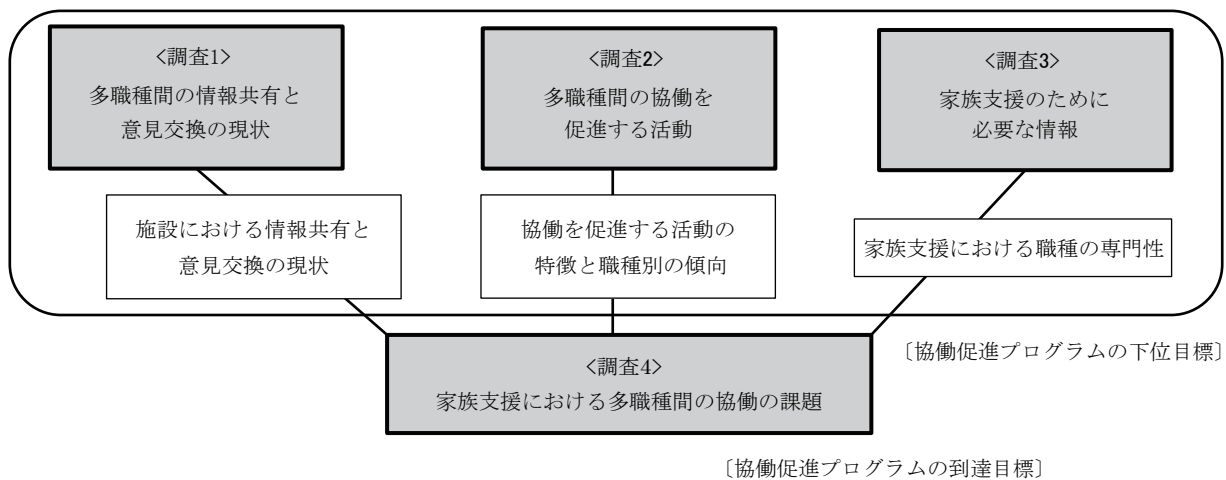 <調査1>
多職種間の情報共有と
意見交換の現状
<調査2>
多職種間の協働を
促進する活動
<調査3>
家族支援のために
必要な情報
施設における情報共有と
意見交換の現状
協働を促進する活動の
特徴と職種別の傾向
家族支援における職種の専門性
〔協働促進プログラムの下位目標〕
<調査4>
家族支援における多職種間の協働の課題
〔協働促進プログラムの到達目標〕